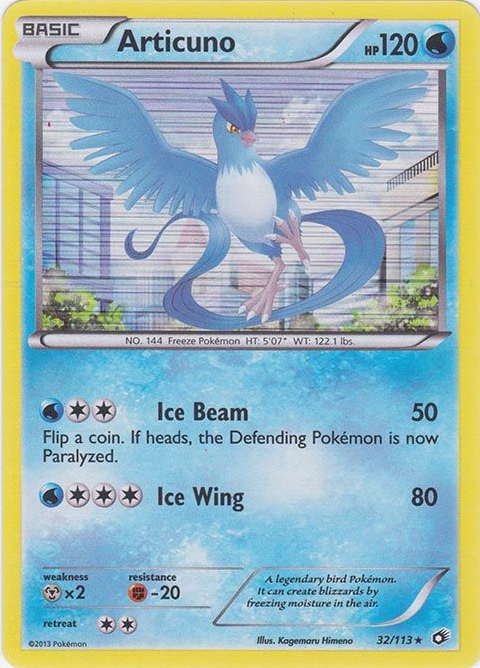 BASIC
Articuno
HP120
NO. 144 Freeze Pokémon HT: 5'07" WT: 122.1 lbs.
Ice Beam 50
Flip a coin. If heads, the Defending Pokémon is now
Paralyzed.
Ice Wing 80
weakness
×2
resistance
-20
retreat
A legendary bird Pokémon.
It can create blizzards by
freezing moisture in the air.
©2013 Pokémon
Illus. Kagemaru Himeno
32/113 ★